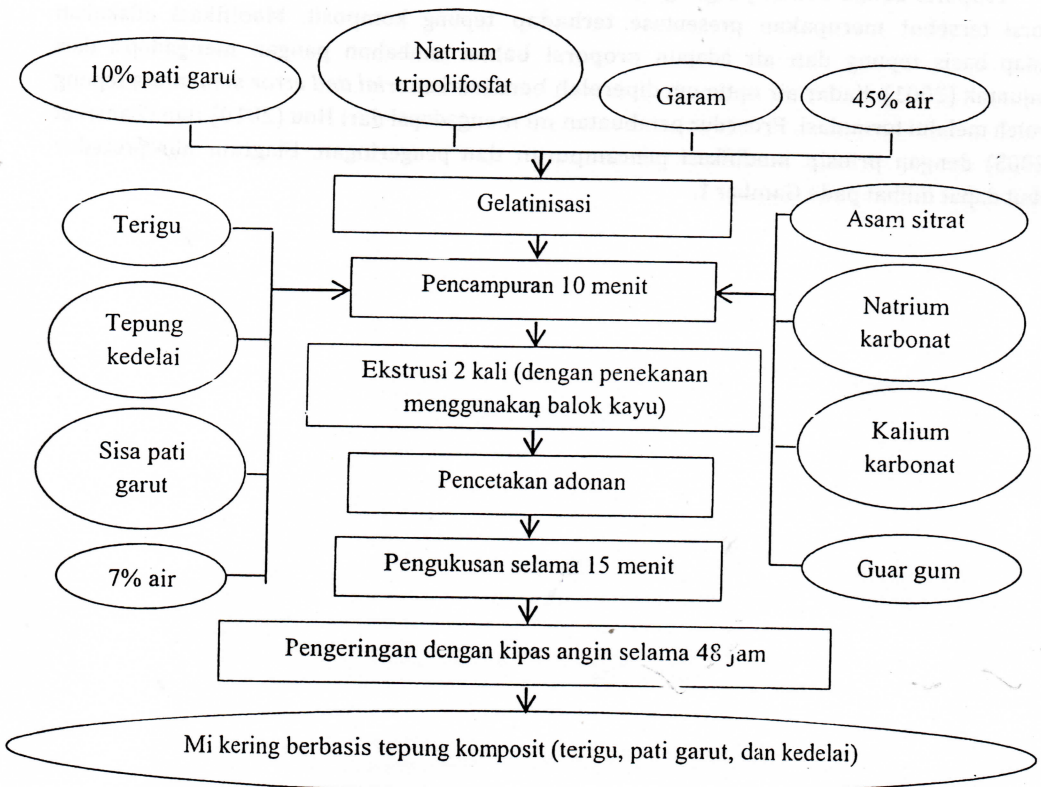 10% pati garut
Natrium
tripolifosfat
Garam
45% air
Gelatinisasi
Terigu
Asam sitrat
Pencampuran 10 menit
Tepung
kedelai
Natrium
karbonat
Ekstrusi 2 kali (dengan penekanan
menggunakan balok kayu)
Sisa pati
garut
Kalium
karbonat
Pencetakan adonan
7% air
Pengukusan selama 15 menit
Guar gum
Pengeringan dengan kipas angin selama 48 jam
Mi kering berbasis tepung komposit (terigu, pati garut, dan kedelai)